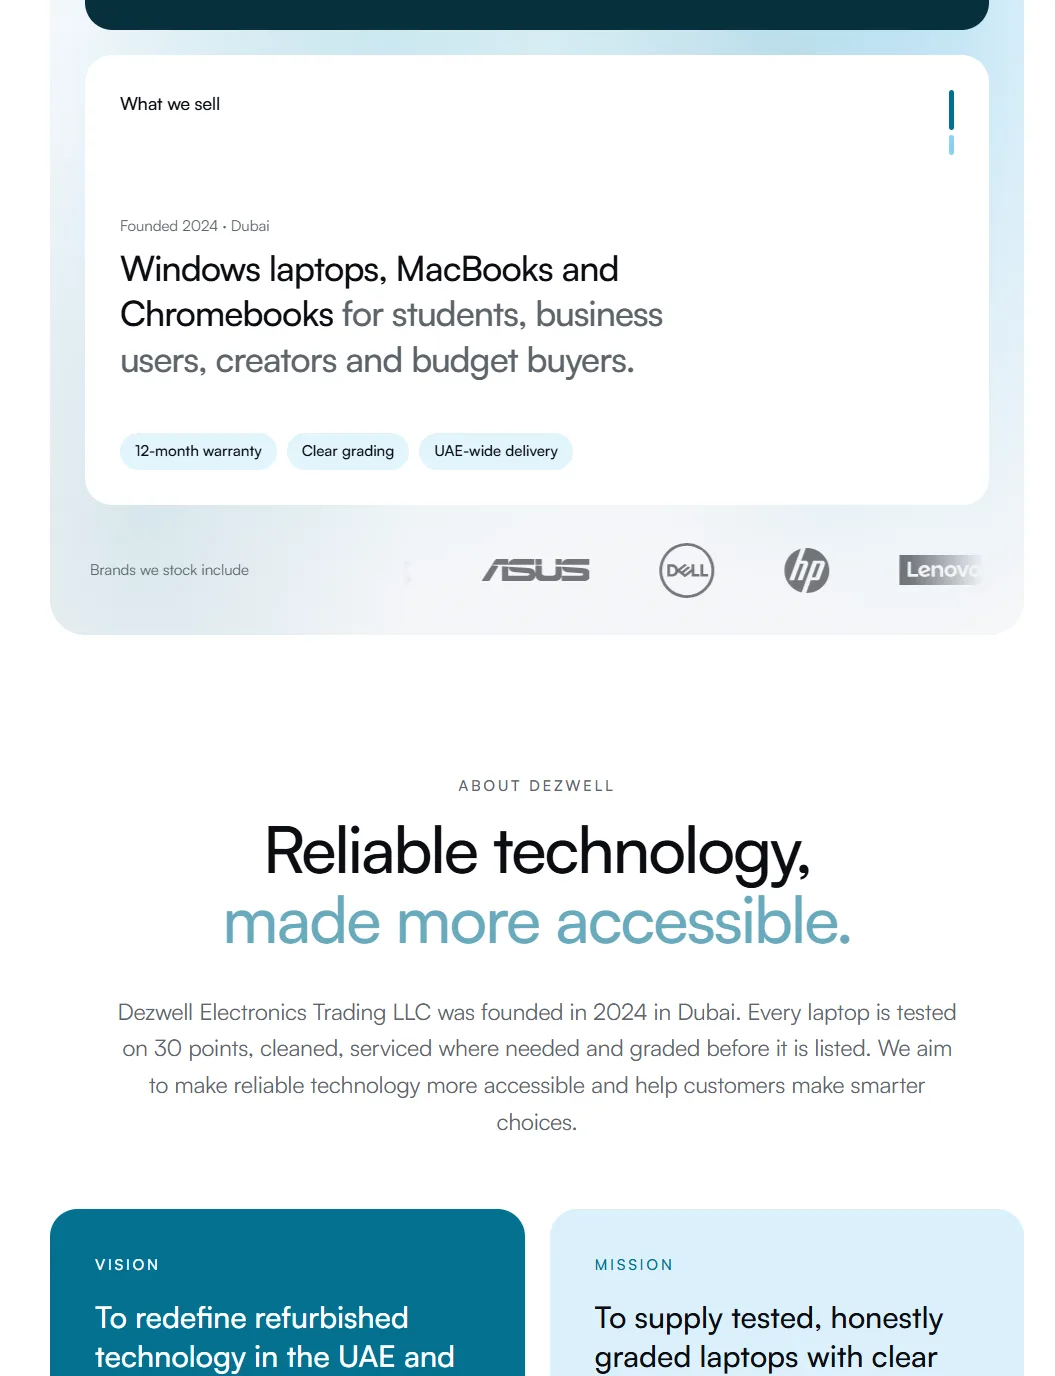 What we sell
Founded 2024 · Dubai
Windows laptops, MacBooks and
Chromebooks for students, business
users, creators and budget buyers.
12-month warranty
Clear grading
UAE-wide delivery
Brands we stock include
ASUS
DELL
hp
Lenovo
ABOUT DEZWELL
Reliable technology,
made more accessible.
Dezwell Electronics Trading LLC was founded in 2024 in Dubai. Every laptop is tested
on 30 points, cleaned, serviced where needed and graded before it is listed. We aim
to make reliable technology more accessible and help customers make smarter
choices.
VISION
To redefine refurbished
technology in the UAE and
MISSION
To supply tested, honestly
graded laptops with clear